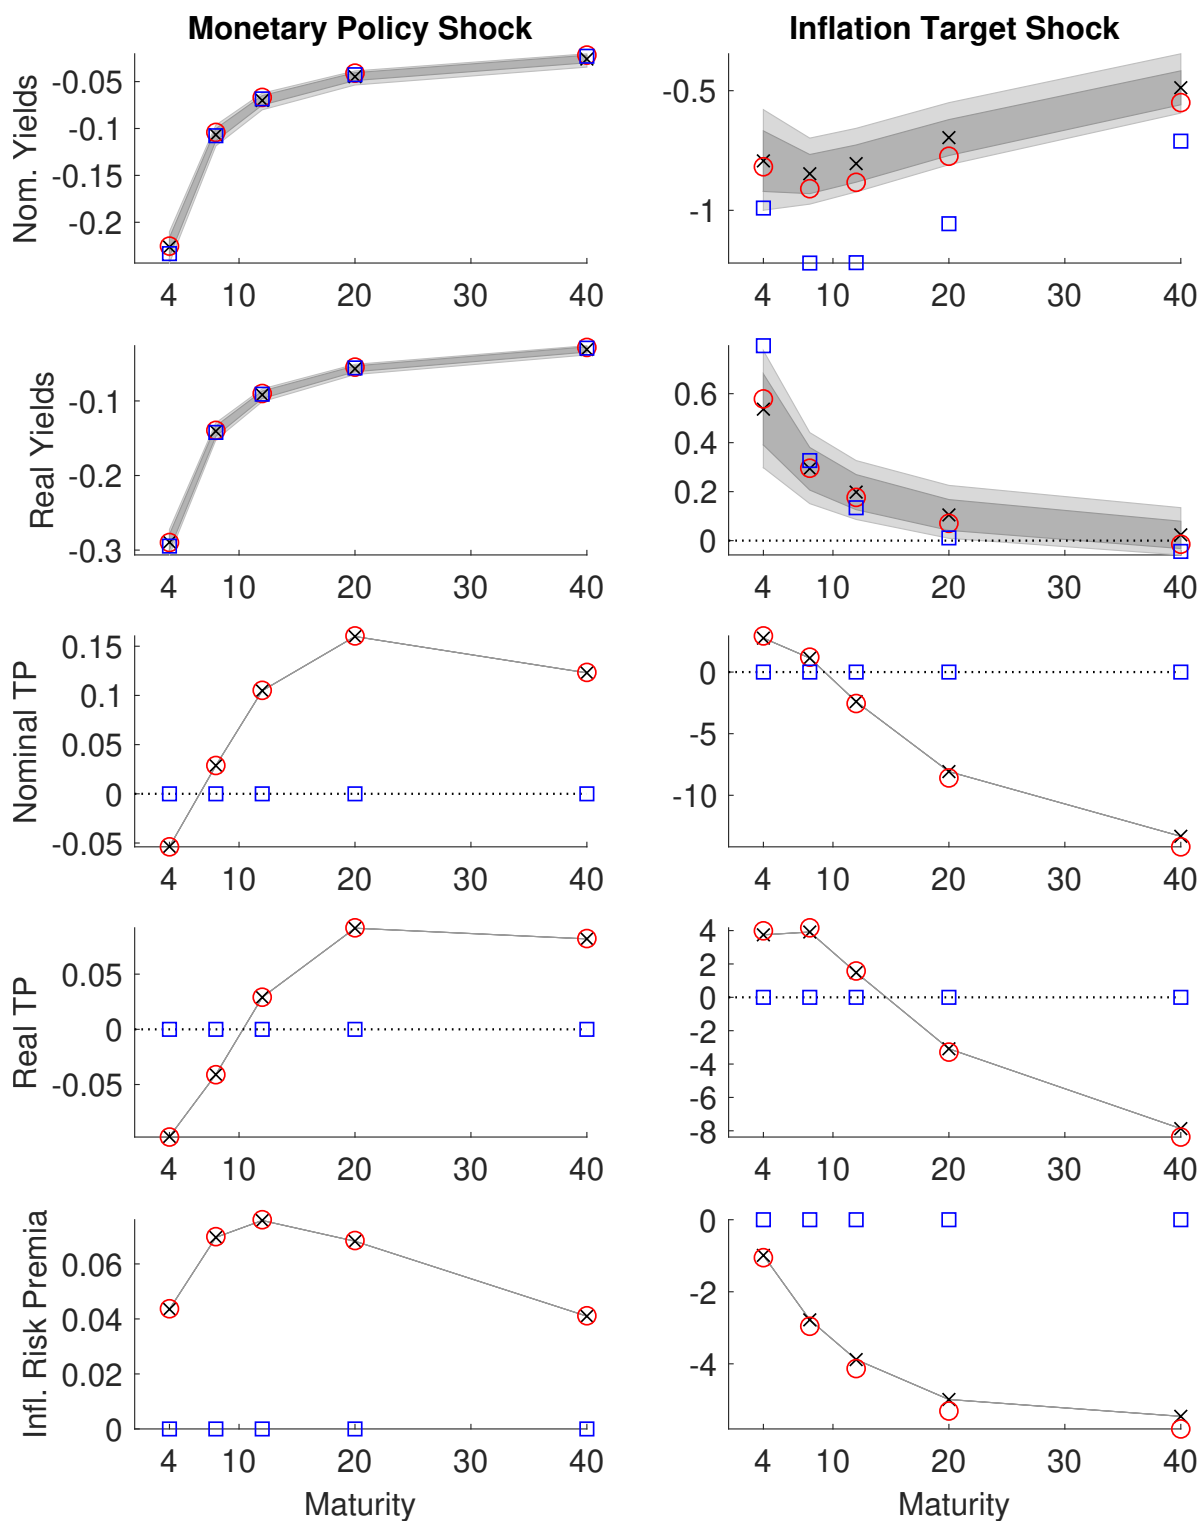 Monetary Policy Shock
Inflation Target Shock
Nom. Yields
-0.05
-0.1
-0.15
-0.2
4 10 20 30 40
-0.5
-1
4 10 20 30 40
Real Yields
-0.1
-0.2
-0.3
4 10 20 30 40
0.6
0.4
0.2
0
4 10 20 30 40
Nominal TP
0.15
0.1
0.05
0
-0.05
4 10 20 30 40
0
-5
-10
4 10 20 30 40
Real TP
0.05
0
-0.05
4 10 20 30 40
4
2
0
-2
-4
-6
-8
4 10 20 30 40
Infl. Risk Premia
0.06
0.04
0.02
0
4 10 20 30 40
Maturity
0
-2
-4
4 10 20 30 40
Maturity